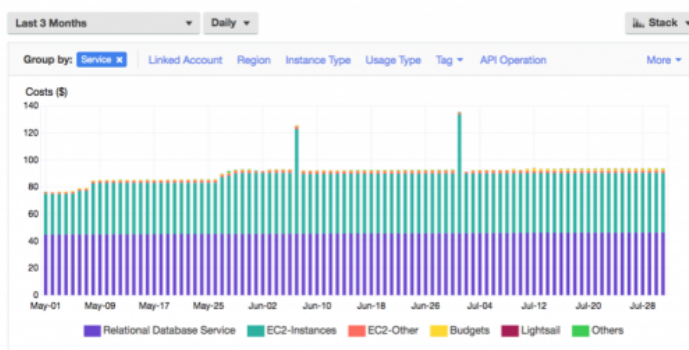 Last 3 Months Daily Stack
Group by: Service × Linked Account Region Instance Type Usage Type Tag API Operation More
Costs ($)
140
120
100
80
60
40
20
0
May-01 May-09 May-17 May-25 Jun-02 Jun-10 Jun-18 Jun-26 Jul-04 Jul-12 Jul-20 Jul-28
Relational Database Service EC2-Instances EC2-Other Budgets Lightsail Others